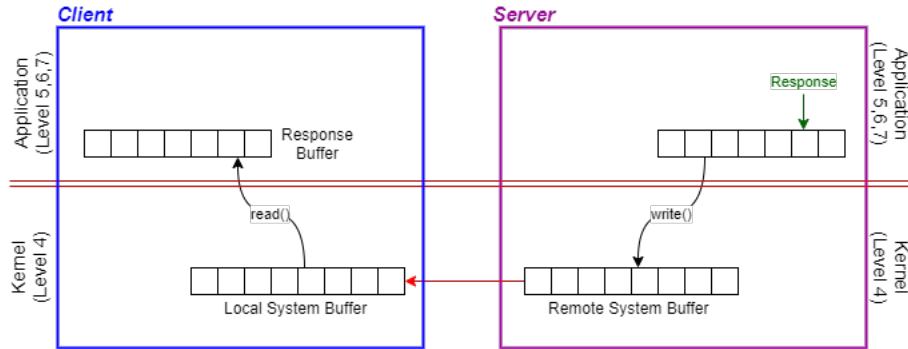 Client
Server
Application
(Level 5,6,7)
Application
(Level 5,6,7)
Response
Response
Buffer
read()
write()
Kernel
(Level 4)
Kernel
(Level 4)
Local System Buffer
Remote System Buffer